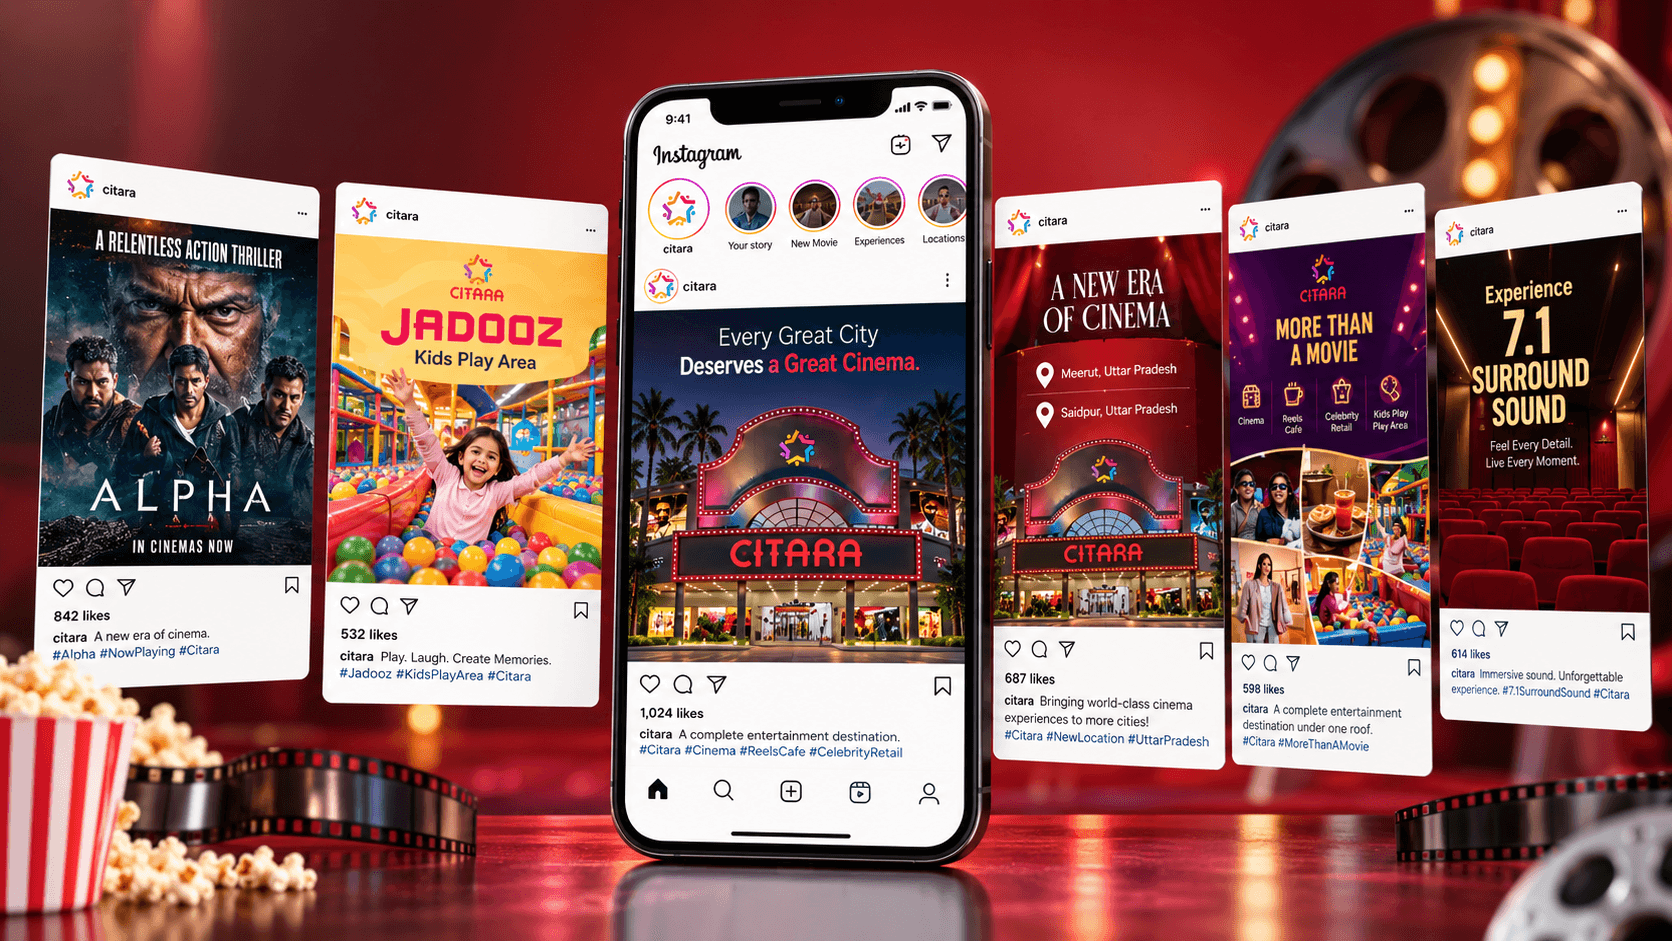 citara
A RELENTLESS ACTION THRILLER
ALPHA
IN CINEMAS NOW
842 likes
citara A new era of cinema.
#Alpha #NowPlaying #Citara
citara
CITARA
JADOOZ
Kids Play Area
532 likes
citara Play. Laugh. Create Memories.
#Jadooz #KidsPlayArea #Citara
9:41
Instagram
citara
Your story
New Movie
Experiences
Locations
citara
Every Great City
Deserves a Great Cinema.
CITARA
1,024 likes
citara A complete entertainment destination.
#Citara #Cinema #ReelsCafe #CelebrityRetail
citara
A NEW ERA
OF CINEMA
Meerut, Uttar Pradesh
Saidpur, Uttar Pradesh
CITARA
687 likes
citara Bringing world-class cinema
experiences to more cities!
#Citara #NewLocation #UttarPradesh
citara
CITARA
MORE THAN
A MOVIE
Cinema
Reels
Cafe
Celebrity
Retail
Kids Play
Play Area
598 likes
citara A complete entertainment
destination under one roof.
#Citara #MoreThanAMovie
citara
Experience
7.1
SURROUND
SOUND
Feel Every Detail.
Live Every Moment.
614 likes
citara Immersive sound. Unforgettable
experience. #7.1SurroundSound #Citara